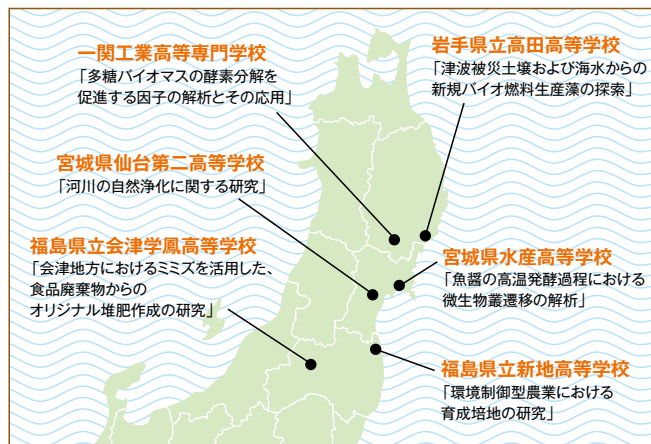 一関工業高等専門学校
「多糖バイオマスの酵素分解を
促進する因子の解析とその応用」
岩手県立高田高等学校
「津波被災土壌および海水からの
新規バイオ燃料生産藻の探索」
宮城県仙台第二高等学校
「河川の自然浄化に関する研究」
福島県立会津学鳳高等学校
「会津地方におけるミミズを活用した、
食品廃棄物からの
オリジナル堆肥作成の研究」
宮城県水産高等学校
「魚醤の高温発酵過程における
微生物叢遷移の解析」
福島県立新地高等学校
「環境制御型農業における
育成培地の研究」